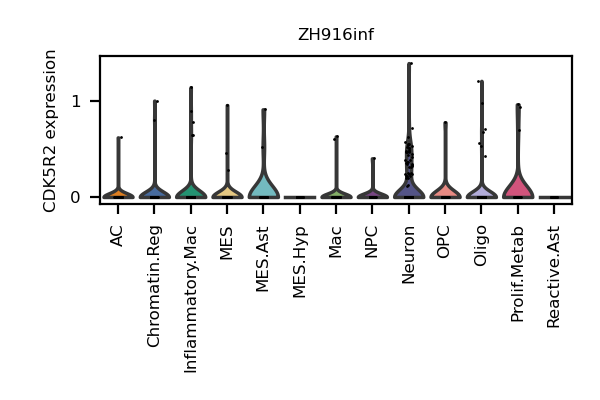 ZH916inf
CDK5R2 expression
1
0
AC
Chromatin.Reg
Inflammatory.Mac
MES
MES.Ast
MES.Hyp
Mac
NPC
Neuron
OPC
Oligo
Prolif.Metab
Reactive.Ast